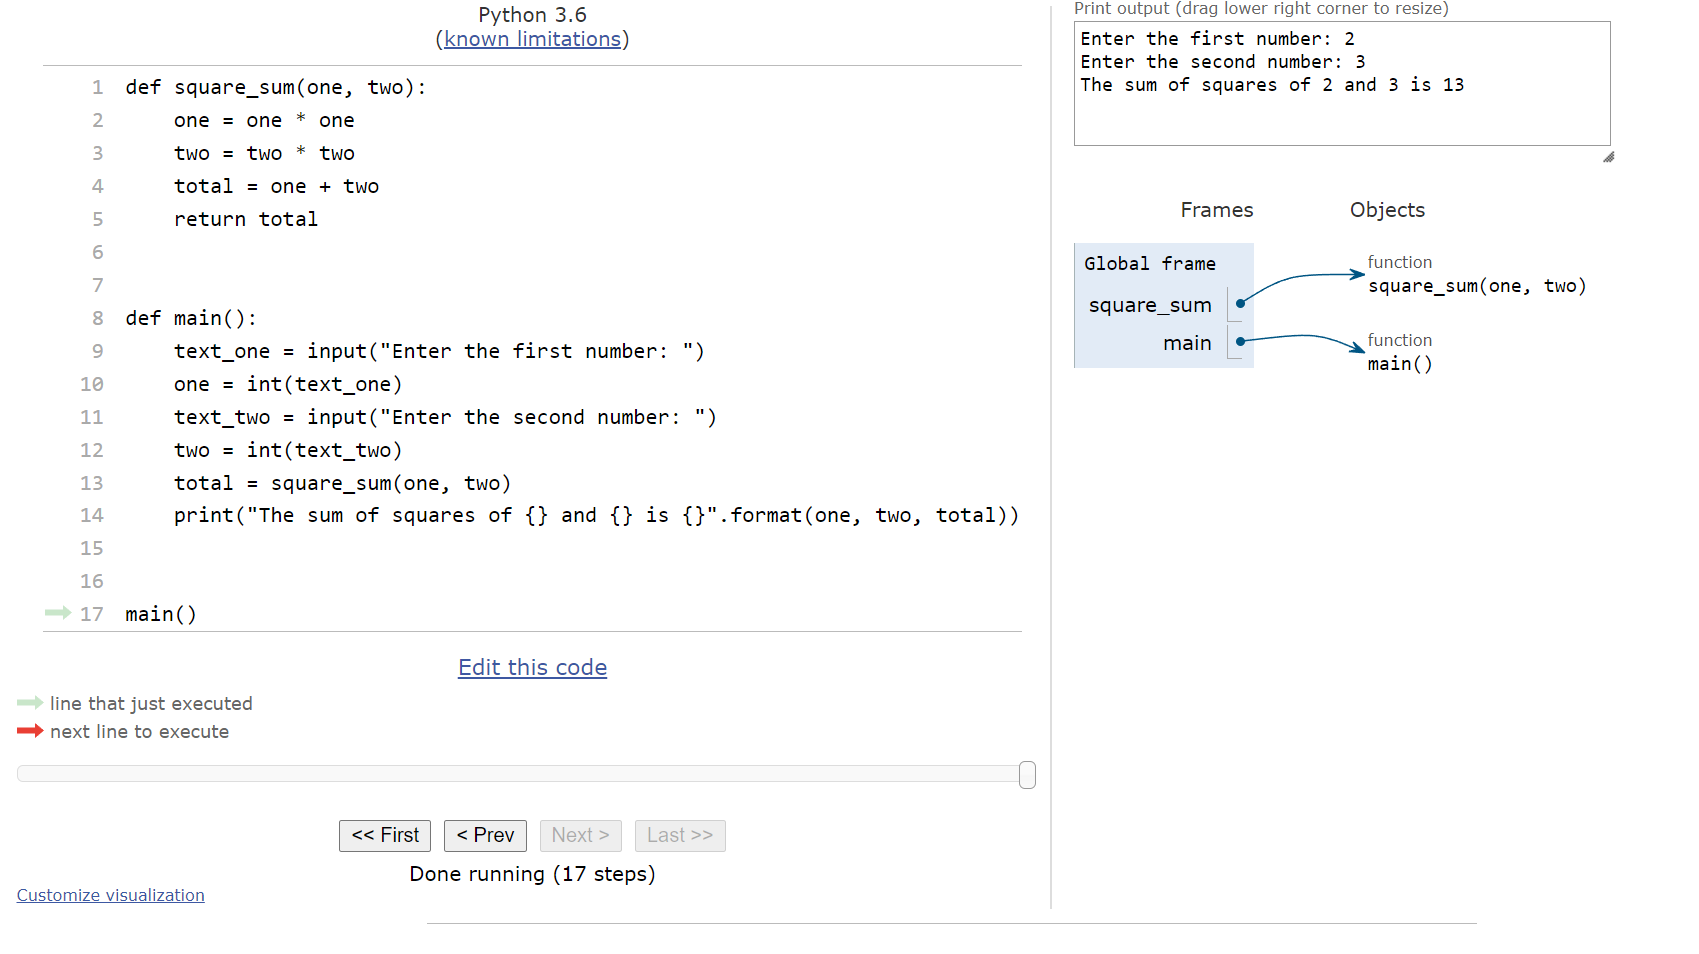 Python 3.6
(known limitations)
1 def square_sum(one, two):
2     one = one * one
3     two = two * two
4     total = one + two
5     return total
6
7
8 def main():
9     text_one = input("Enter the first number: ")
10     one = int(text_one)
11     text_two = input("Enter the second number: ")
12     two = int(text_two)
13     total = square_sum(one, two)
14     print("The sum of squares of {} and {} is {}".format(one, two, total))
15
16
17 main()
Edit this code
line that just executed
next line to execute
<< First < Prev Next > Last >>
Done running (17 steps)
Customize visualization
Print output (drag lower right corner to resize)
Enter the first number: 2
Enter the second number: 3
The sum of squares of 2 and 3 is 13
Frames Objects
Global frame
square_sum
main
function
square_sum(one, two)
function
main()